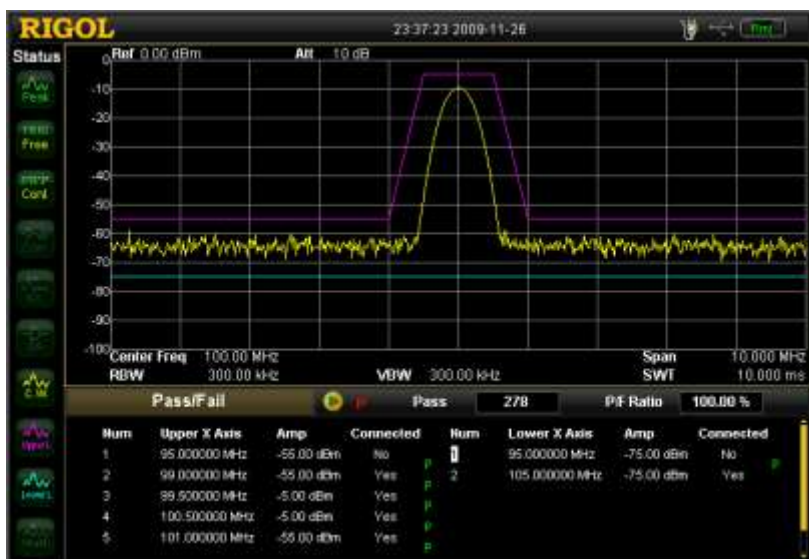 RIGOL 23:37:23 2009-11-26
Status Ref 0.00 dBm Att 10 dB
Peak
Free
Conf
0
-10
-20
-30
-40
-50
-60
-70
-80
-90
-100
Center Freq 100.00 MHz Span 10.000 MHz
RBW 300.00 kHz VBW 300.00 kHz SWT 10.000 ms
Pass/Fail Pass 278 P/F Ratio 100.00 %
Num Upper X Axis Amp Connected Num Lower X Axis Amp Connected
1 95.000000 MHz -55.00 dBm No 1 95.000000 MHz -75.00 dBm No
2 99.000000 MHz -55.00 dBm Yes 2 105.000000 MHz -75.00 dBm Yes
3 99.500000 MHz -5.00 dBm Yes
4 100.500000 MHz -5.00 dBm Yes
5 101.000000 MHz -55.00 dBm Yes